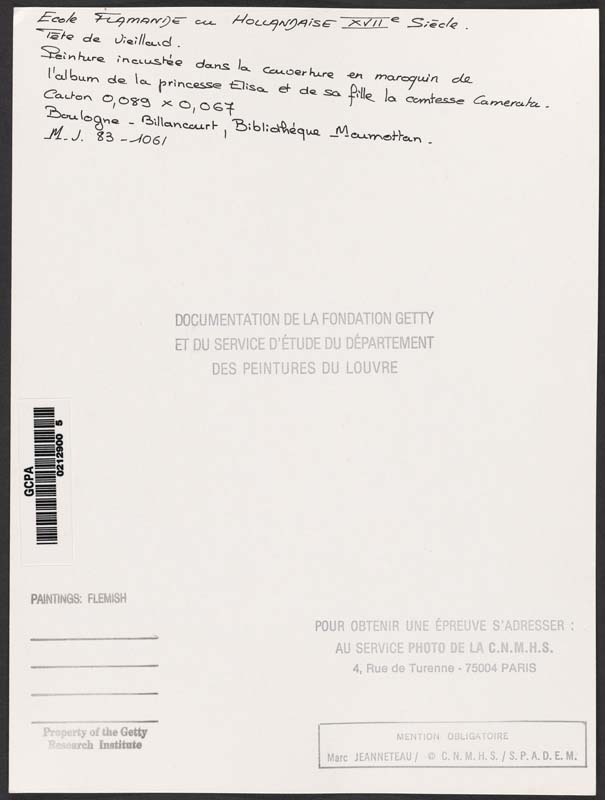 Ecole FLAMANDE ou HOLLANDAISE XVIIe Siècle.
Tête de Vieillard.
Peinture incrustée dans la couverture en maroquin de
l'album de la princesse Elisa et de sa fille la comtesse Camerata.
Carton 0,089 x 0,067
Boulogne - Billancourt, Bibliothéque Marmottan.
M.J. 83-1061
DOCUMENTATION DE LA FONDATION GETTY
ET DU SERVICE D'ÉTUDE DU DÉPARTEMENT
DES PEINTURES DU LOUVRE
GCPA
0212900 5
PAINTINGS: FLEMISH
Property of the Getty
Research Institute
POUR OBTENIR UNE ÉPREUVE S'ADRESSER :
AU SERVICE PHOTO DE LA C.N.M.H.S.
4, Rue de Turenne - 75004 PARIS
MENTION OBLIGATOIRE
Marc JEANNETEAU / © C.N.M.H.S. / S.P.A.D.E.M.